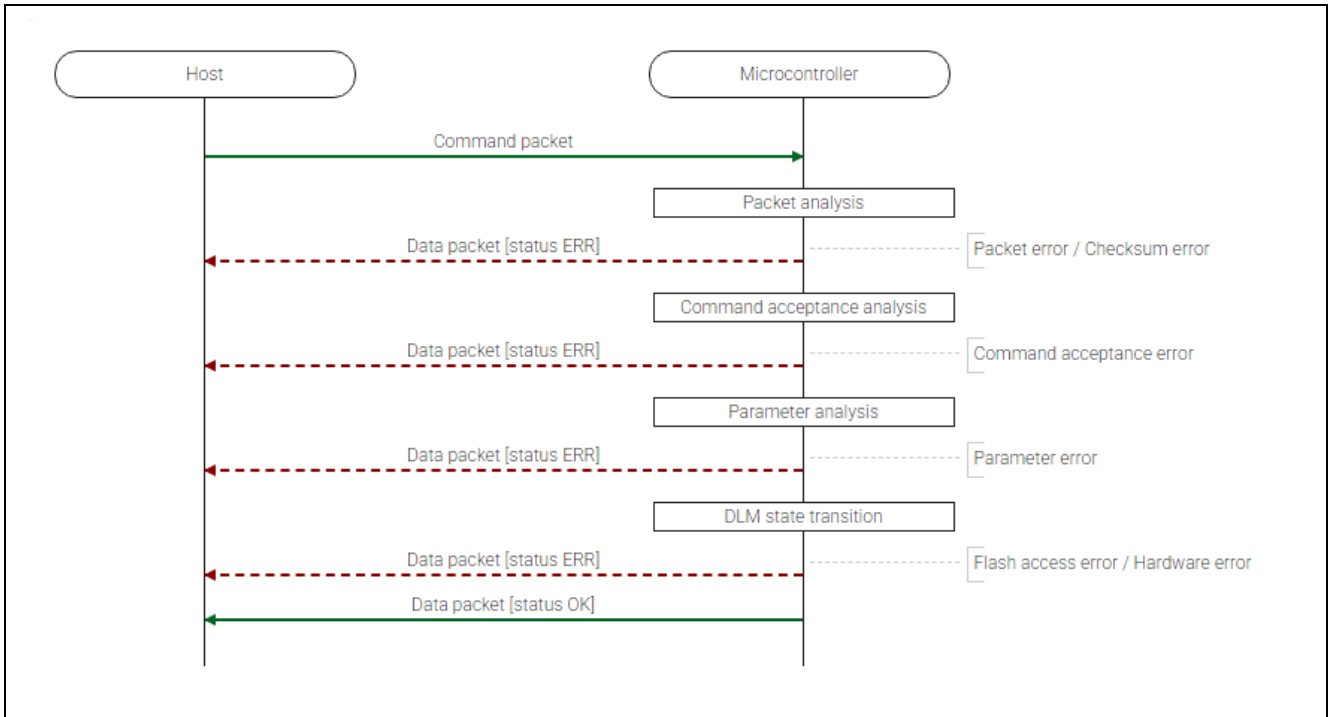 Host
Microcontroller
Command packet
Packet analysis
Data packet [status ERR]
Packet error / Checksum error
Command acceptance analysis
Data packet [status ERR]
Command acceptance error
Parameter analysis
Data packet [status ERR]
Parameter error
DLM state transition
Data packet [status ERR]
Flash access error / Hardware error
Data packet [status OK]